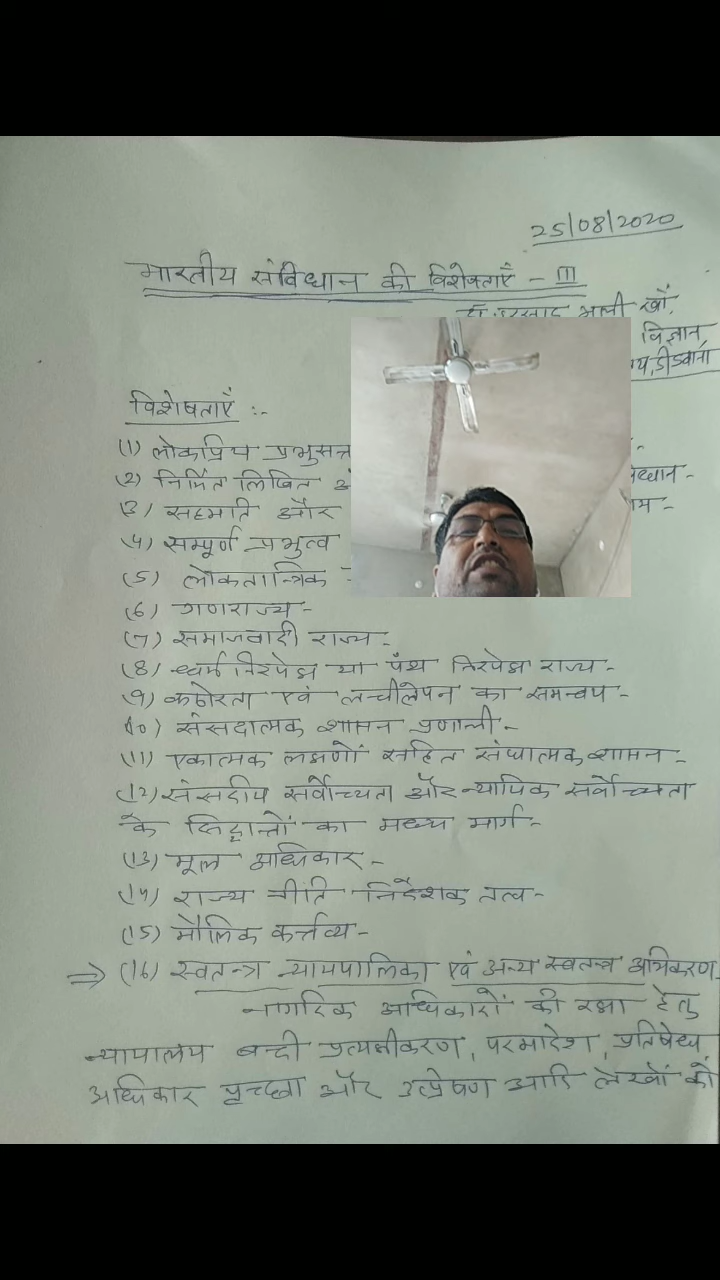 25/08/2020
भारतीय संविधान की विशेषताएँ - III
खाँ,
विज्ञान,
डीडवाना
विशेषताएँ :-
(1) लोकप्रिय प्रभुसत्त
(2) निर्मित लिखित
विधान -
(3) सहमति और
(4) सम्पूर्ण प्रभुत्व
(5) लोकतान्त्रिक
(6) गणराज्य -
(7) समाजवादी राज्य -
(8) धर्म निरपेक्ष या पंथ निरपेक्ष राज्य -
(9) कठोरता एवं लचीलेपन का समन्वय -
(10) संसदात्मक शासन प्रणाली -
(11) एकात्मक लक्षणों सहित संघात्मक शासन -
(12) संसदीय सर्वोच्यता और न्यायिक सर्वोच्यता
के सिद्धान्तों का मध्य मार्ग -
(13) मूल अधिकार -
(14) राज्य नीति निर्देशक तत्व -
(15) मौलिक कर्त्तव्य -
⇒ (16) स्वतन्त्र न्यायपालिका एवं अन्य स्वतन्त्र अभिकरण -
नागरिक अधिकारों की रक्षा हेतु
न्यायालय बन्दी प्रत्यक्षीकरण, परमादेश, प्रतिषेध,
अधिकार पृच्छा और उत्प्रेषण आदि लेखों को